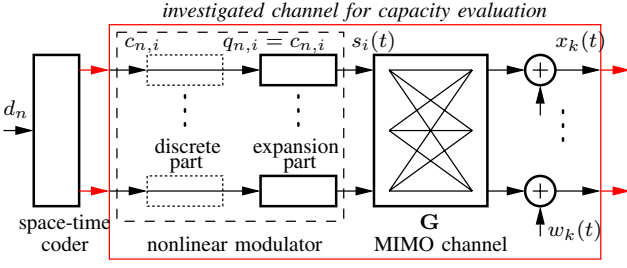 investigated channel for capacity evaluation
c_{n,i}
q_{n,i} = c_{n,i}
s_i(t)
x_k(t)
d_n
discrete
part
expansion
part
space-time
coder
nonlinear modulator
G
MIMO channel
w_k(t)